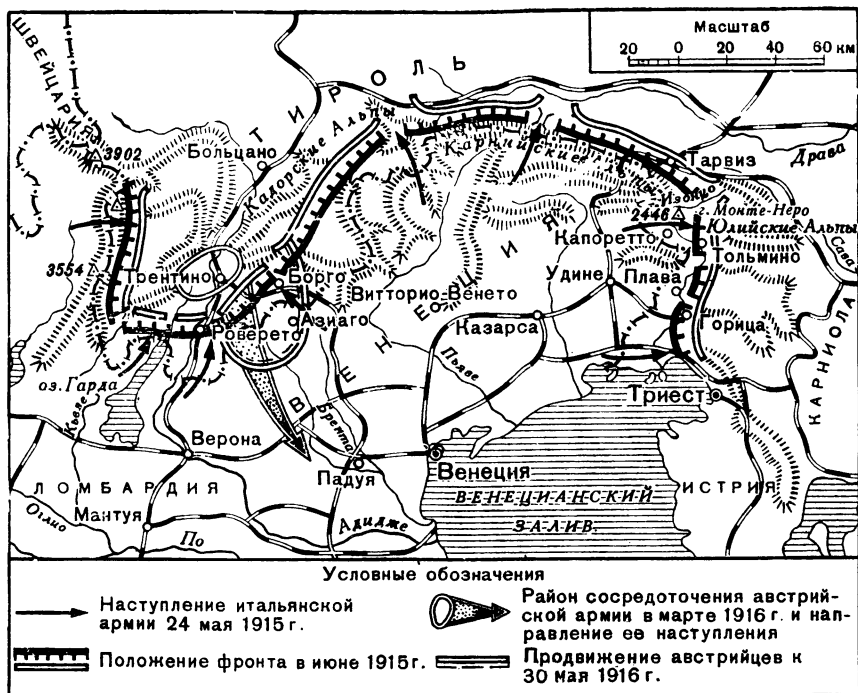 Масштаб
20 0 20 40 60 км
ШВЕЙЦАРИЯ
ТИРОЛЬ
3902
Больцано
Кадорские Альпы
Карнийские Альпы
Тарвиз
Драва
Изонцо
2446
г. Монте-Неро
Юлийские Альпы
Капоретто
Тольмино
Сава
3554
Трентино
Борго
Удине
Плава
Витторио-Венето
Азиаго
Роверето
Казарса
Горица
ВЕНЕЦИЯ
КАРНИОЛА
оз. Гарда
Пьяве
Триест
Кьезе
Брента
Верона
Падуя
Венеция
ЛОМБАРДИЯ
ВЕНЕЦИАНСКИЙ
ЗАЛИВ
ИСТРИЯ
Мантуя
Оглио
Адидже
По
Условные обозначения
Наступление итальянской
армии 24 мая 1915 г.
Район сосредоточения австрий-
ской армии в марте 1916 г. и на-
правление ее наступления
Положение фронта в июне 1915 г.
Продвижение австрийцев к
30 мая 1916 г.